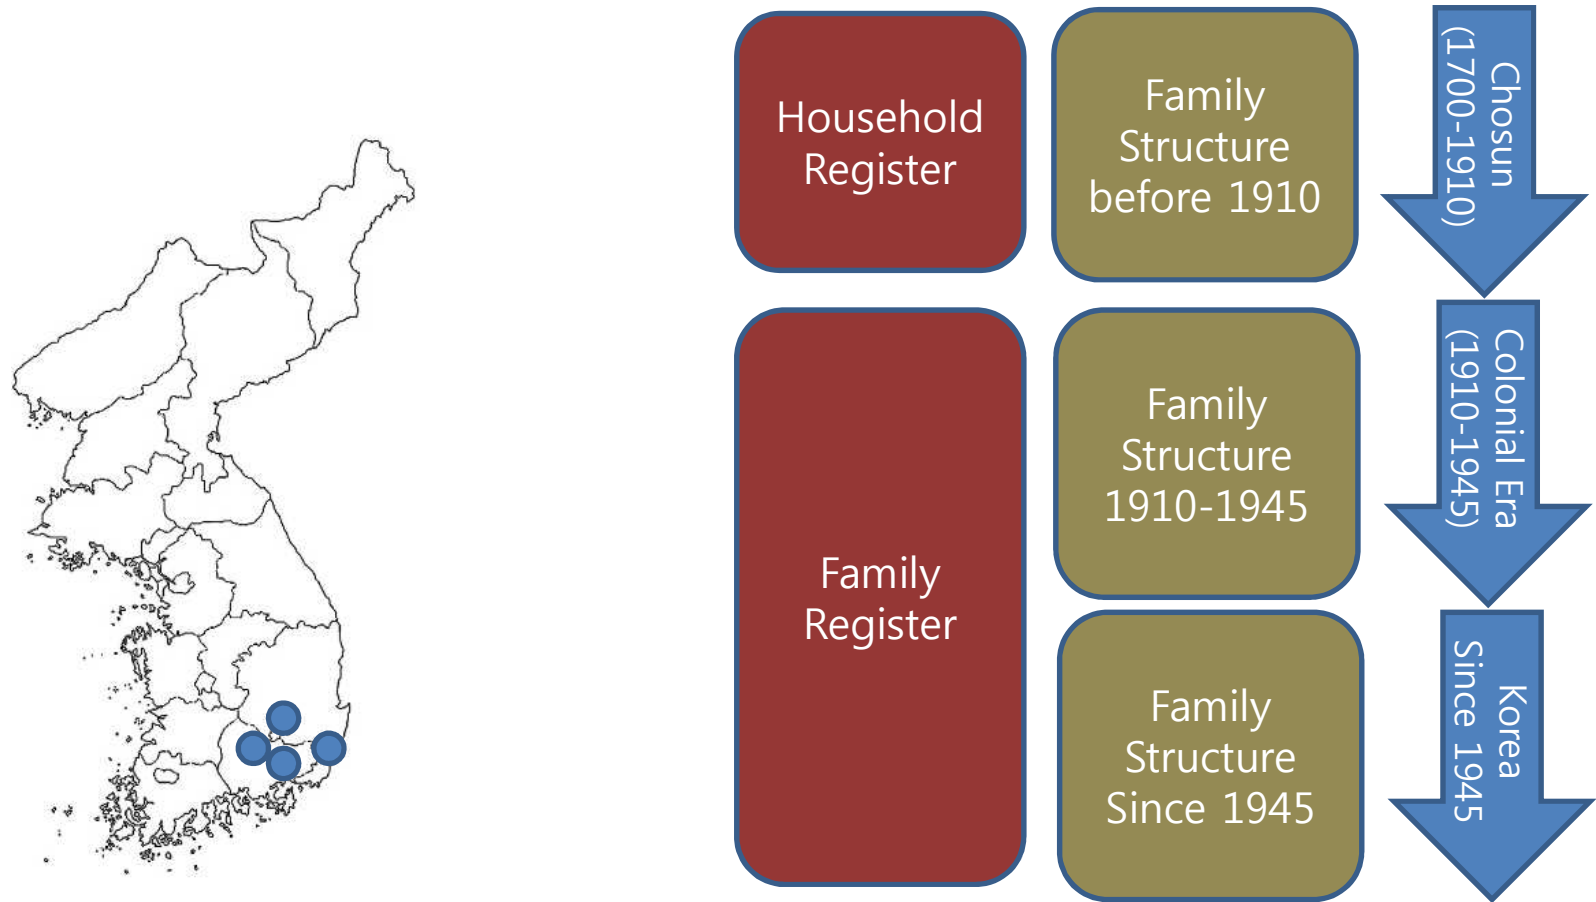 Household
Register
Family
Structure
before 1910
Chosun
(1700-1910)
Family
Register
Family
Structure
1910-1945
Colonial Era
(1910-1945)
Family
Structure
Since 1945
Korea
Since 1945